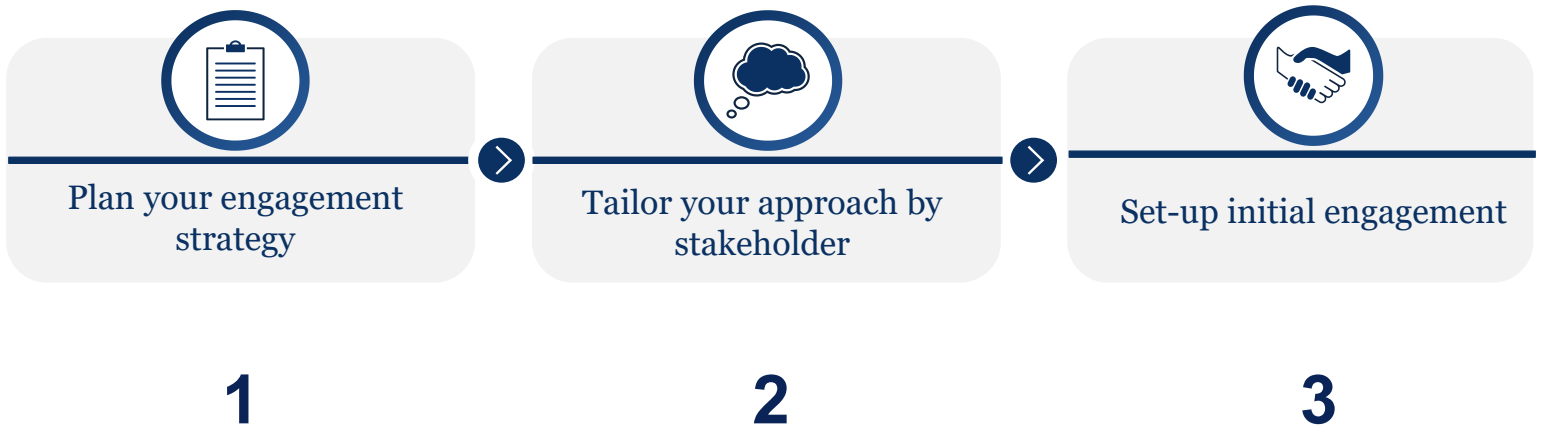 Plan your engagement
strategy
Tailor your approach by
stakeholder
Set-up initial engagement
1
2
3